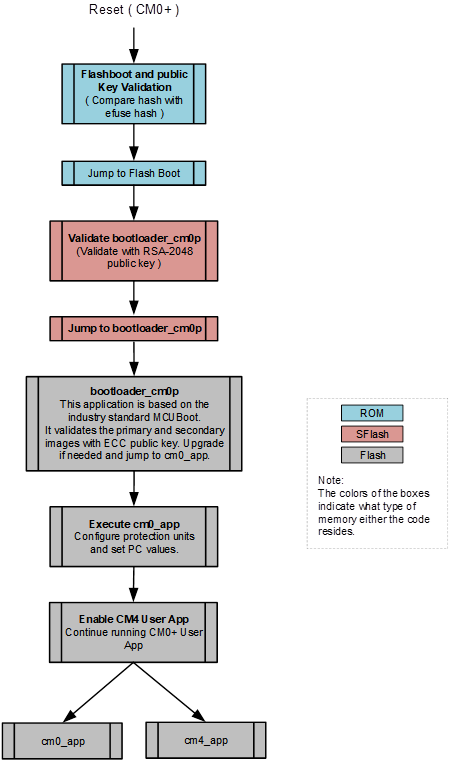 Reset ( CM0+ )
Flashboot and public
Key Validation
( Compare hash with
efuse hash )
Jump to Flash Boot
Validate bootloader_cm0p
(Validate with RSA-2048
public key )
Jump to bootloader_cm0p
bootloader_cm0p
This application is based on the
industry standard MCUBoot.
It validates the primary and secondary
images with ECC public key. Upgrade
if needed and jump to cm0_app.
Execute cm0_app
Configure protection units
and set PC values.
Enable CM4 User App
Continue running CM0+ User
App
cm0_app
cm4_app
ROM
SFlash
Flash
Note:
The colors of the boxes
indicate what type of
memory either the code
resides.